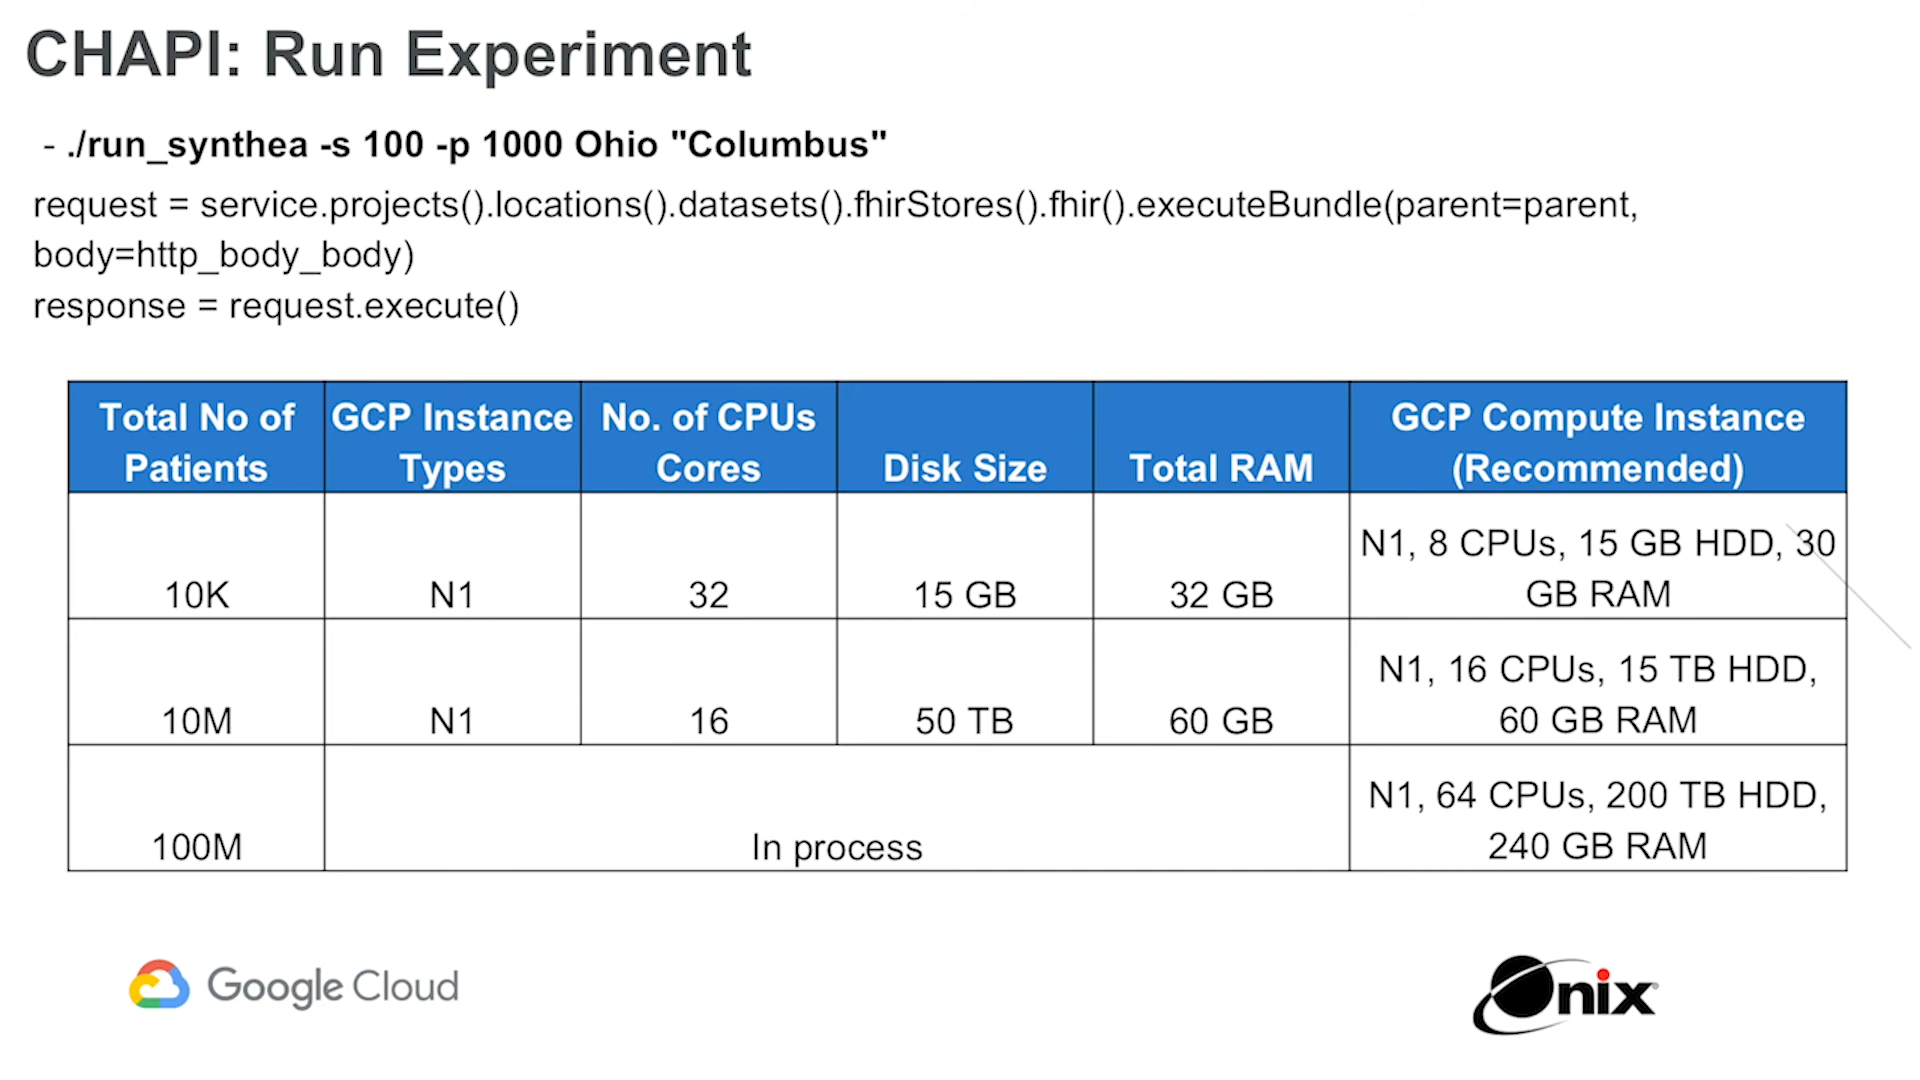 CHAPI: Run Experiment
- ./run_synthea -s 100 -p 1000 Ohio "Columbus"
request = service.projects().locations().datasets().fhirStores().fhir().executeBundle(parent=parent,
body=http_body_body)
response = request.execute()
Total No of Patients
GCP Instance Types
No. of CPUs Cores
Disk Size
Total RAM
GCP Compute Instance (Recommended)
10K
N1
32
15 GB
32 GB
N1, 8 CPUs, 15 GB HDD, 30
GB RAM
10M
N1
16
50 TB
60 GB
N1, 16 CPUs, 15 TB HDD,
60 GB RAM
100M
In process
N1, 64 CPUs, 200 TB HDD,
240 GB RAM
Google Cloud
Onix